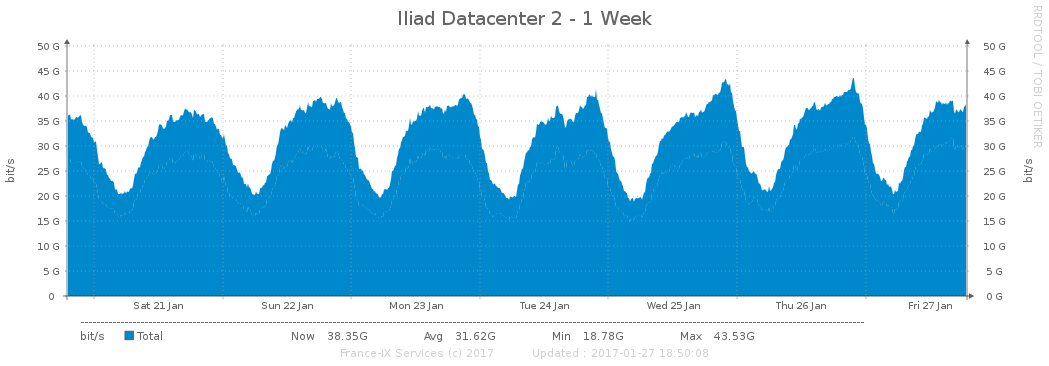 Iliad Datacenter 2 - 1 Week
RRDTOOL / TOBI OETIKER
50 G 50 G
45 G 45 G
40 G 40 G
35 G 35 G
30 G 30 G
25 G 25 G
20 G 20 G
15 G 15 G
10 G 10 G
5 G 5 G
0 0 G
bit/s
bit/s
Sat 21 Jan Sun 22 Jan Mon 23 Jan Tue 24 Jan Wed 25 Jan Thu 26 Jan Fri 27 Jan
bit/s Total Now 38.35G Avg 31.62G Min 18.78G Max 43.53G
France-IX Services (c) 2017 Updated : 2017-01-27 18:50:08